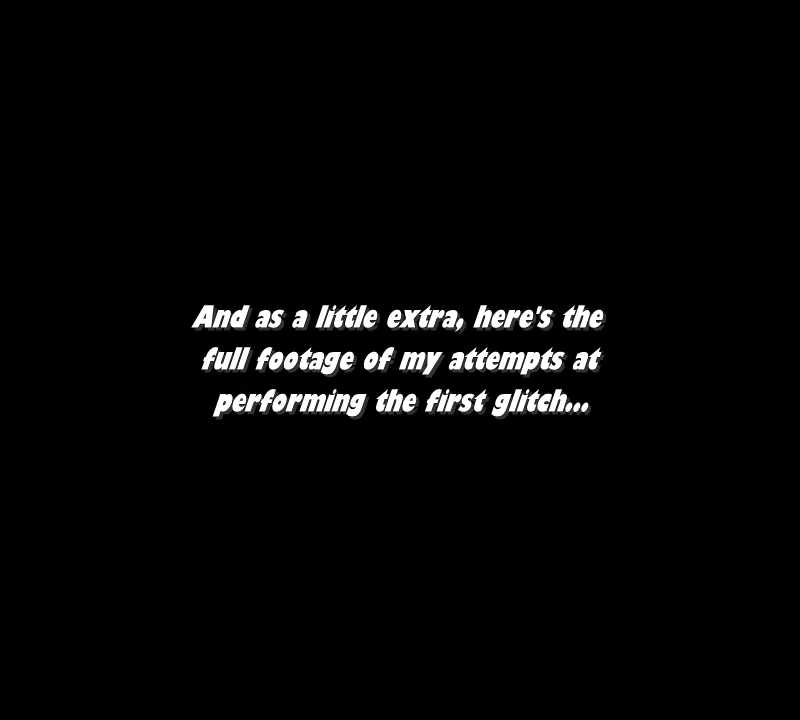 And as a little extra, here's the
full footage of my attempts at
performing the first glitch...